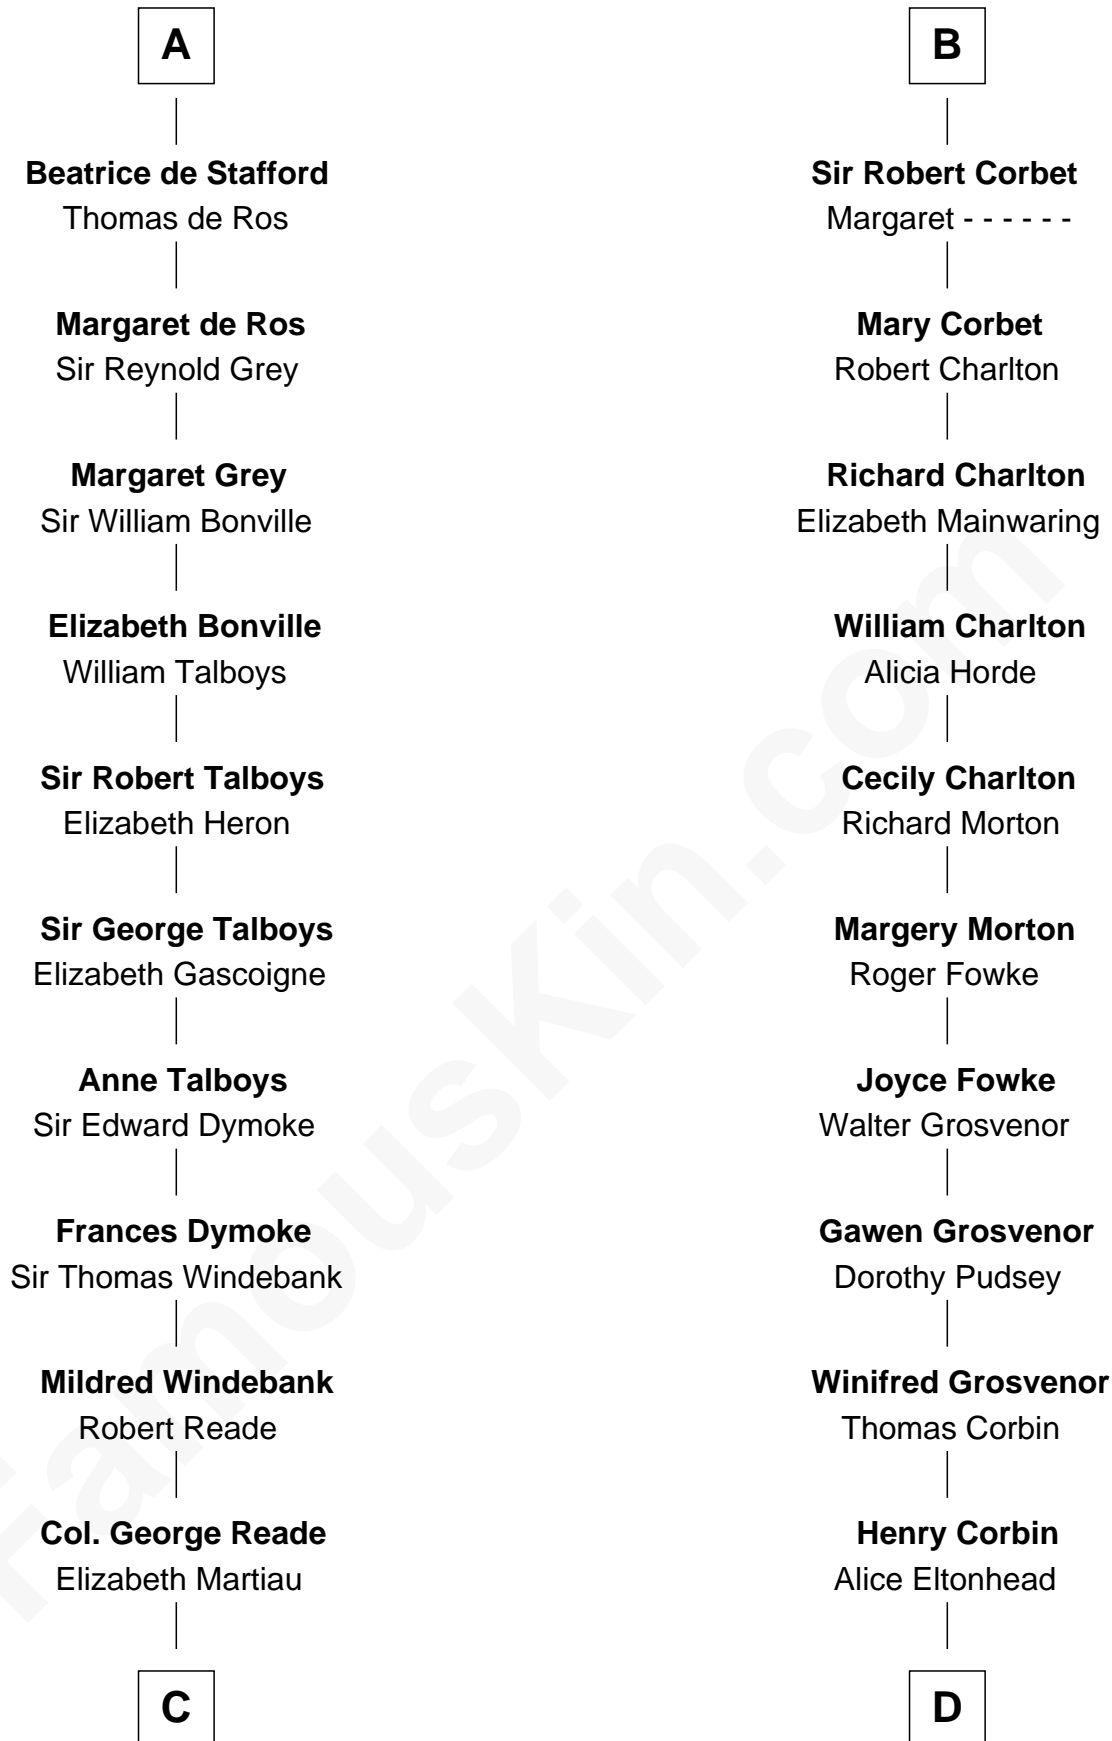 A
Beatrice de Stafford
Thomas de Ros
Margaret de Ros
Sir Reynold Grey
Margaret Grey
Sir William Bonville
Elizabeth Bonville
William Talboys
Sir Robert Talboys
Elizabeth Heron
Sir George Talboys
Elizabeth Gascoigne
Anne Talboys
Sir Edward Dymoke
Frances Dymoke
Sir Thomas Windebank
Mildred Windebank
Robert Reade
Col. George Reade
Elizabeth Martiau
C
B
Sir Robert Corbet
Margaret - - - - - -
Mary Corbet
Robert Charlton
Richard Charlton
Elizabeth Mainwaring
William Charlton
Alicia Horde
Cecily Charlton
Richard Morton
Margery Morton
Roger Fowke
Joyce Fowke
Walter Grosvenor
Gawen Grosvenor
Dorothy Pudsey
Winifred Grosvenor
Thomas Corbin
Henry Corbin
Alice Eltonhead
D
FamousKin.com